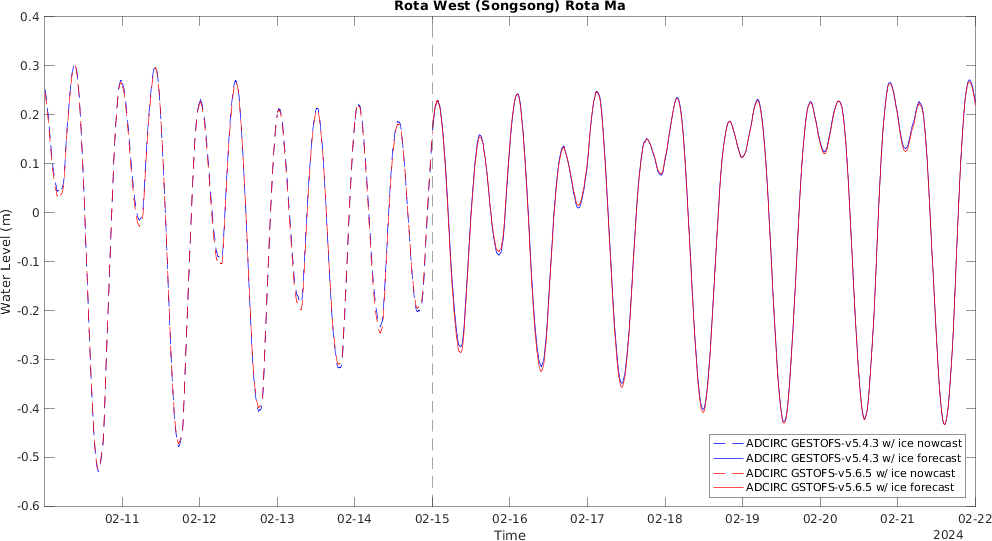 Rota West (Songsong) Rota Ma
0.4
0.3
0.2
0.1
0
-0.1
-0.2
-0.3
-0.4
-0.5
-0.6
Water Level (m)
ADCIRC GESTOFS-v5.4.3 w/ ice nowcast
ADCIRC GESTOFS-v5.4.3 w/ ice forecast
ADCIRC GSTOFS-v5.6.5 w/ ice nowcast
ADCIRC GSTOFS-v5.6.5 w/ ice forecast
02-11 02-12 02-13 02-14 02-15 02-16 02-17 02-18 02-19 02-20 02-21 02-22
Time
2024